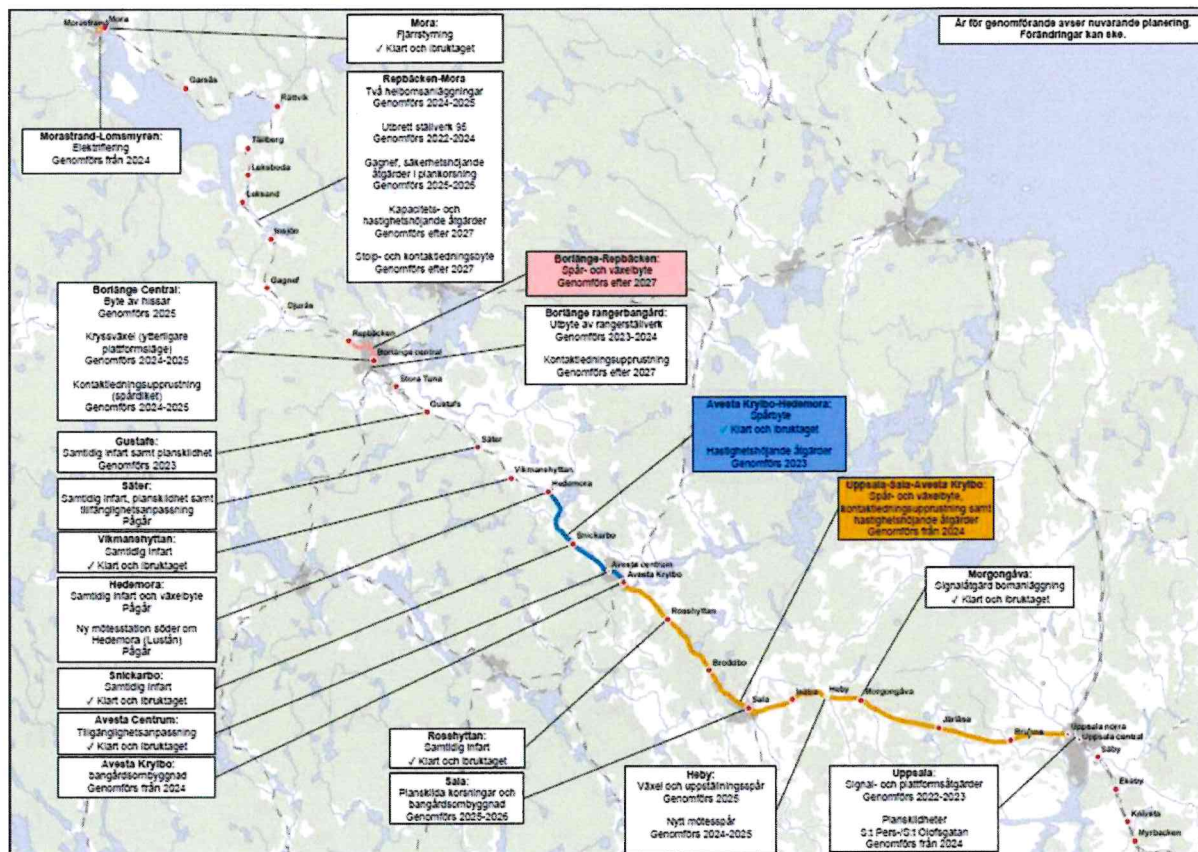 År för genomförande avser nuvarande planering.
Förändringar kan ske.
Mora:
Fjärrstyrning
✓ Klart och ibruktaget
Morastrand
Mora
Garsås
Rättvik
Tällberg
Leksboda
Leksand
Insjön
Gagnef
Djurås
Repbäcken
Borlänge central
Stora Tuna
Gustafs
Säter
Vikmanshyttan
Hedemora
Snickarbo
Avesta centrum
Avesta Krylbo
Rosshyttan
Broddbo
Sala
Isätra
Heby
Morgongåva
Järlåsa
Brunna
Uppsala norra
Uppsala central
Säby
Ekeby
Knivsta
Myrbacken
Morastrand-Lomsmyren:
Elektrifiering
Genomförs från 2024
Repbäcken-Mora
Två helbomsanläggningar
Genomförs 2024-2025
Utbrett ställverk 95
Genomförs 2022-2024
Gagnef, säkerhetshöjande
åtgärder i plankorsning
Genomförs 2025-2026
Kapacitets- och
hastighetshöjande åtgärder
Genomförs efter 2027
Stolp- och kontaktledningsbyte
Genomförs efter 2027
Borlänge-Repbäcken:
Spår- och växelbyte
Genomförs efter 2027
Borlänge Central:
Byte av hissar
Genomförs 2025
Kryssväxel (ytterligare
plattformsläge)
Genomförs 2024-2025
Kontaktledningsupprustning
(spårdiket)
Genomförs 2024-2025
Borlänge rangerbangård:
Utbyte av rangerställverk
Genomförs 2023-2024
Kontaktledningsupprustning
Genomförs efter 2027
Avesta Krylbo-Hedemora:
Spårbyte
✓ Klart och ibruktaget
Hastighetshöjande åtgärder
Genomförs 2023
Gustafs:
Samtidig infart samt planskildhet
Genomförs 2023
Säter:
Samtidig infart, planskildhet samt
tillfänglighetsanpassning
Pågår
Uppsala-Sala-Avesta Krylbo:
Spår- och växelbyte,
kontaktledningsupprustning samt
hastighetshöjande åtgärder
Genomförs från 2024
Vikmanshyttan:
Samtidig infart
✓ Klart och ibruktaget
Hedemora:
Samtidig infart och växelbyte
Pågår
Ny mötesstation söder om
Hedemora (Lustån)
Pågår
Morgongåva:
Signalåtgärd bomanläggning
✓ Klart och ibruktaget
Snickarbo:
Samtidig infart
✓ Klart och ibruktaget
Avesta Centrum:
Tillgänglighetsanpassning
✓ Klart och ibruktaget
Avesta Krylbo:
bangårdsombyggnad
Genomförs från 2024
Rosshyttan:
Samtidig infart
✓ Klart och ibruktaget
Sala:
Planskilda korsningar och
bangårdsombyggnad
Genomförs 2025-2026
Heby:
Växel och uppställningsspår
Genomförs 2025
Nytt mötesspår
Genomförs 2024-2025
Uppsala:
Signal- och plattformsåtgärder
Genomförs 2022-2023
Planskildheter
S:t Pers-/S:t Olofsgatan
Genomförs från 2024